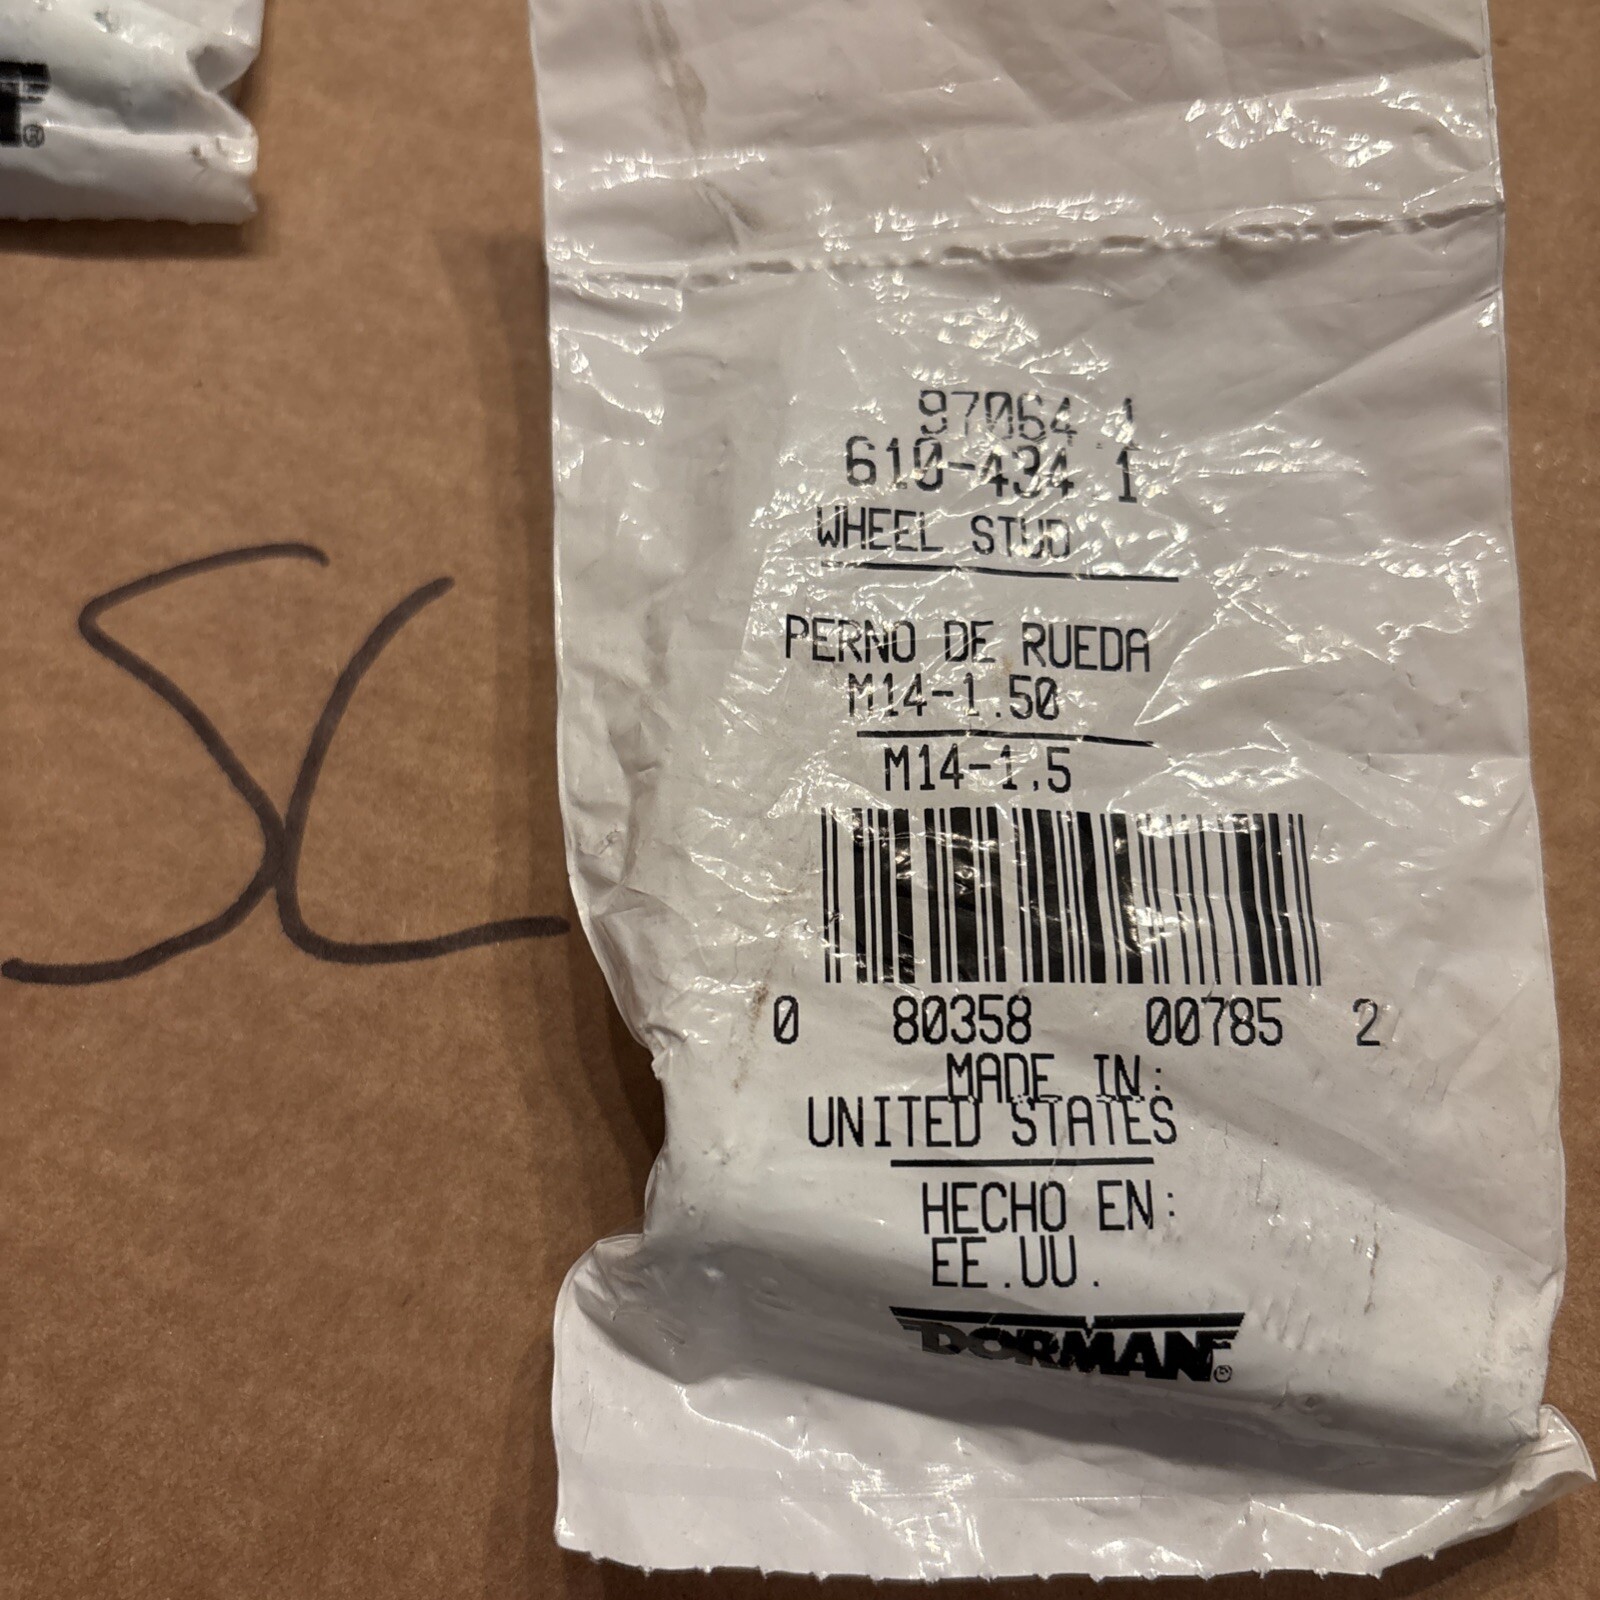 97064.1
610-434.1
WHEEL STUD
PERNO DE RUEDA
M14-1.50
M14-1.5
0 80358 00785 2
MADE IN:
UNITED STATES
HECHO EN:
EE.UU.
DORMAN®
SL